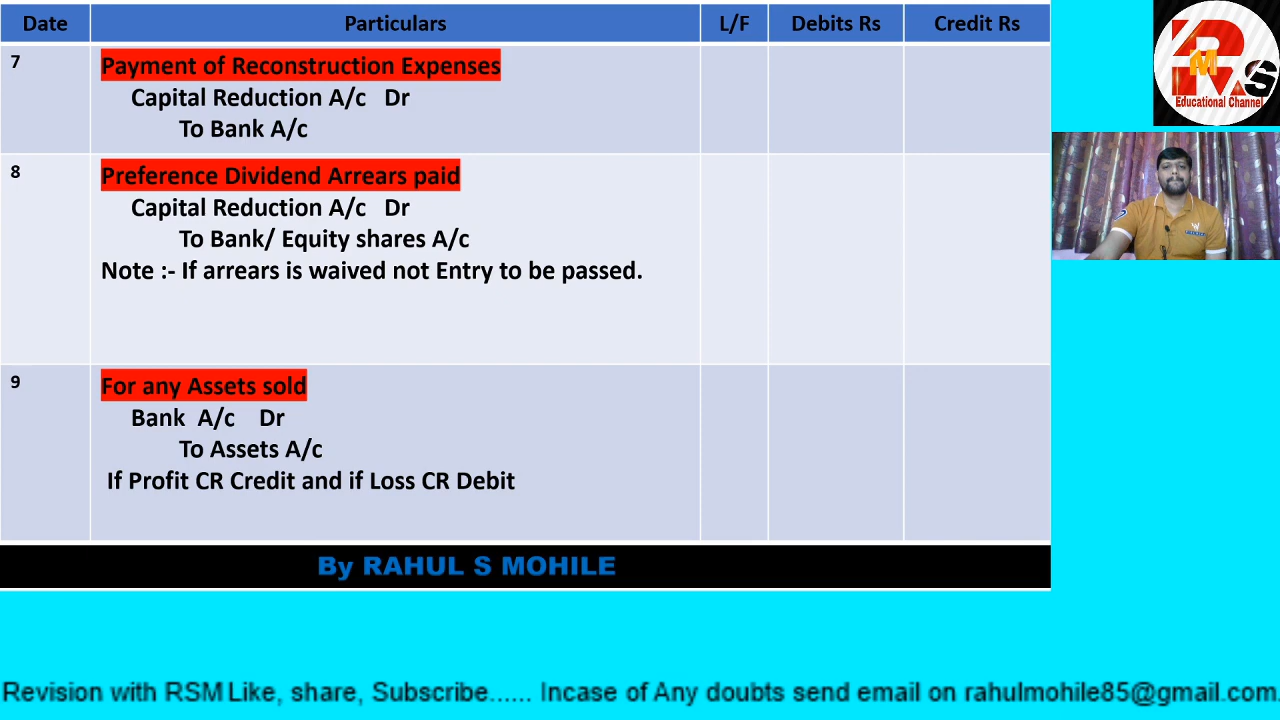 Date Particulars L/F Debits Rs Credit Rs
7 Payment of Reconstruction Expenses
Capital Reduction A/c Dr
To Bank A/c
8 Preference Dividend Arrears paid
Capital Reduction A/c Dr
To Bank/ Equity shares A/c
Note :- If arrears is waived not Entry to be passed.
9 For any Assets sold
Bank A/c Dr
To Assets A/c
If Profit CR Credit and if Loss CR Debit
By RAHUL S MOHILE
Educational Channel
Revision with RSM Like, share, Subscribe...... Incase of Any doubts send email on rahulmohile85@gmail.com.